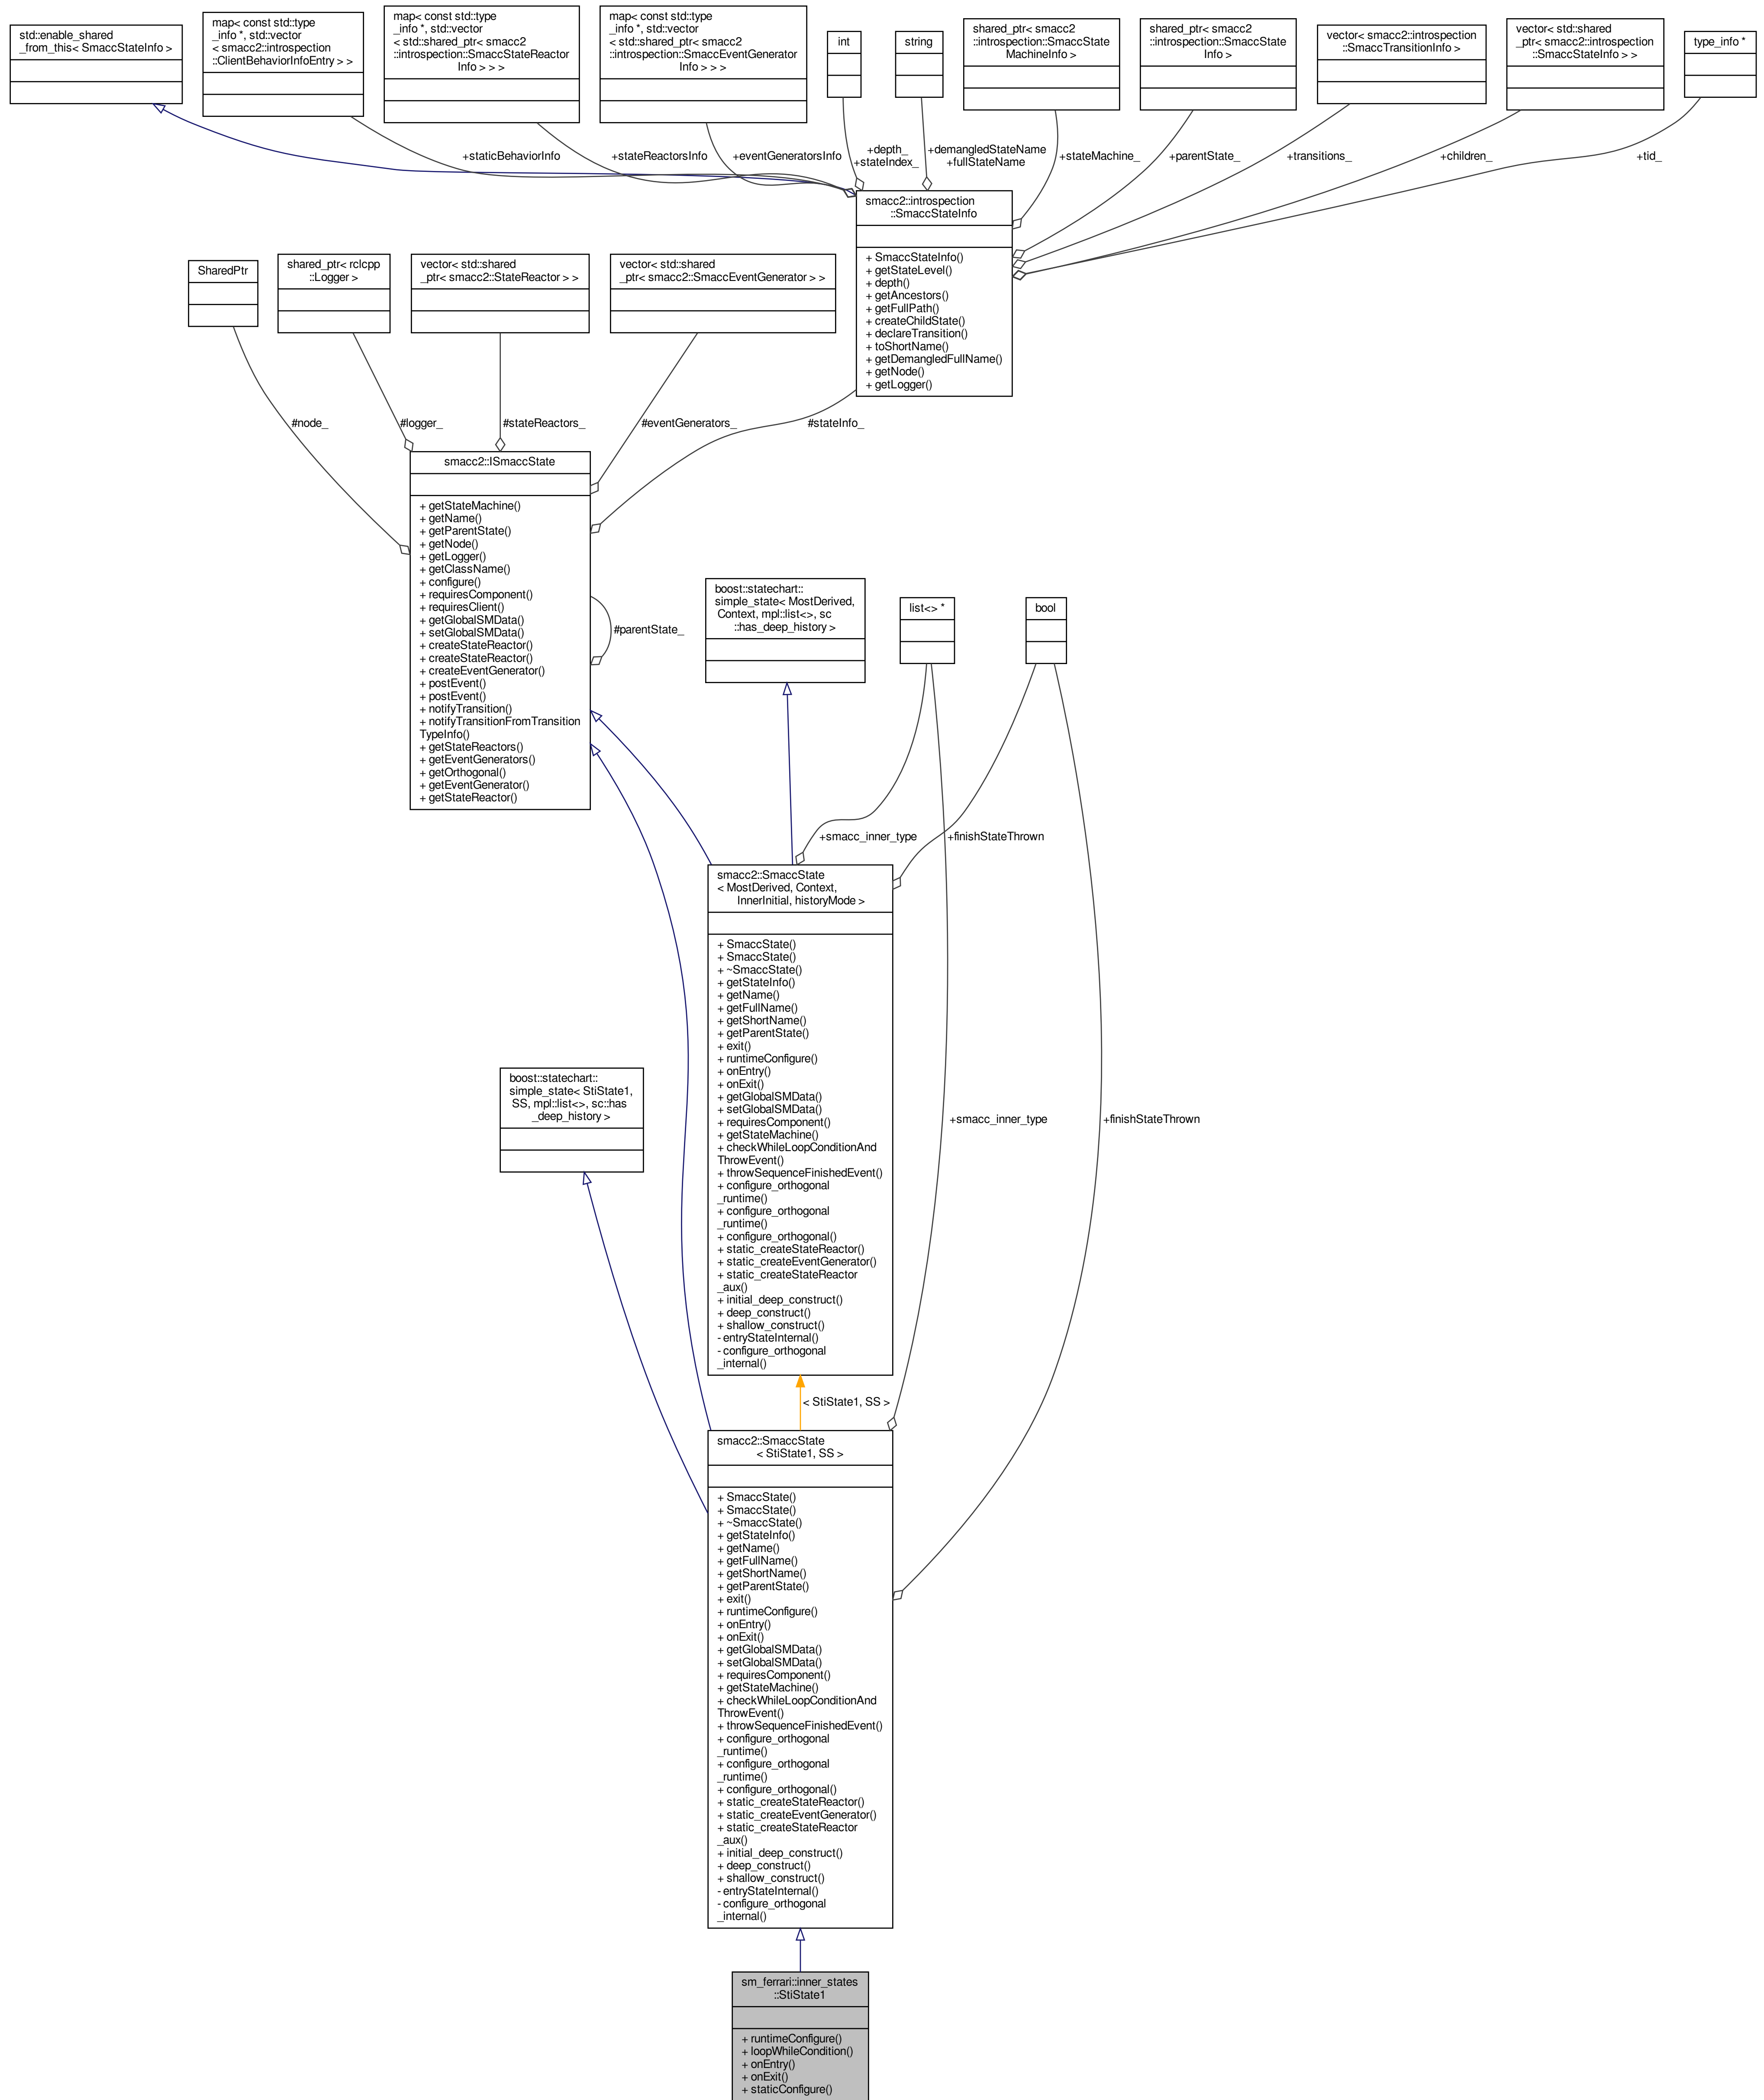 std::enable_shared
_from_this< SmaccStateInfo >
map< const std::type
_info *, std::vector
< smacc2::introspection
::ClientBehaviorInfoEntry > >
map< const std::type
_info *, std::vector
< std::shared_ptr< smacc2
::introspection::SmaccStateReactor
Info > > >
map< const std::type
_info *, std::vector
< std::shared_ptr< smacc2
::introspection::SmaccEventGenerator
Info > > >
int
string
shared_ptr< smacc2
::introspection::SmaccState
MachineInfo >
shared_ptr< smacc2
::introspection::SmaccState
Info >
vector< smacc2::introspection
::SmaccTransitionInfo >
vector< std::shared
_ptr< smacc2::introspection
::SmaccStateInfo > >
type_info *
+staticBehaviorInfo
+stateReactorsInfo
+eventGeneratorsInfo
+depth_
+stateIndex_
+demangledStateName
+fullStateName
+stateMachine_
+parentState_
+transitions_
+children_
+tid_
smacc2::introspection
::SmaccStateInfo
+ SmaccStateInfo()
+ getStateLevel()
+ depth()
+ getAncestors()
+ getFullPath()
+ createChildState()
+ declareTransition()
+ toShortName()
+ getDemangledFullName()
+ getNode()
+ getLogger()
SharedPtr
shared_ptr< rclcpp
::Logger >
vector< std::shared
_ptr< smacc2::StateReactor > >
vector< std::shared
_ptr< smacc2::SmaccEventGenerator > >
#node_
#logger_
#stateReactors_
#eventGenerators_
#stateInfo_
smacc2::ISmaccState
+ getStateMachine()
+ getName()
+ getParentState()
+ getNode()
+ getLogger()
+ getClassName()
+ configure()
+ requiresComponent()
+ requiresClient()
+ getGlobalSMData()
+ setGlobalSMData()
+ createStateReactor()
+ createStateReactor()
+ createEventGenerator()
+ postEvent()
+ postEvent()
+ notifyTransition()
+ notifyTransitionFromTransition
TypeInfo()
+ getStateReactors()
+ getEventGenerators()
+ getOrthogonal()
+ getEventGenerator()
+ getStateReactor()
#parentState_
boost::statechart::
simple_state< MostDerived,
Context, mpl::list<>, sc
::has_deep_history >
list<> *
bool
+smacc_inner_type
+finishStateThrown
smacc2::SmaccState
< MostDerived, Context,
InnerInitial, historyMode >
+ SmaccState()
+ SmaccState()
+ ~SmaccState()
+ getStateInfo()
+ getName()
+ getFullName()
+ getShortName()
+ getParentState()
+ exit()
+ runtimeConfigure()
+ onEntry()
+ onExit()
+ getGlobalSMData()
+ setGlobalSMData()
+ requiresComponent()
+ getStateMachine()
+ checkWhileLoopConditionAnd
ThrowEvent()
+ throwSequenceFinishedEvent()
+ configure_orthogonal
_runtime()
+ configure_orthogonal
_runtime()
+ configure_orthogonal()
+ static_createStateReactor()
+ static_createEventGenerator()
+ static_createStateReactor
_aux()
+ initial_deep_construct()
+ deep_construct()
+ shallow_construct()
- entryStateInternal()
- configure_orthogonal
_internal()
boost::statechart::
simple_state< StiState1,
SS, mpl::list<>, sc::has
_deep_history >
+smacc_inner_type
+finishStateThrown
< StiState1, SS >
smacc2::SmaccState
< StiState1, SS >
+ SmaccState()
+ SmaccState()
+ ~SmaccState()
+ getStateInfo()
+ getName()
+ getFullName()
+ getShortName()
+ getParentState()
+ exit()
+ runtimeConfigure()
+ onEntry()
+ onExit()
+ getGlobalSMData()
+ setGlobalSMData()
+ requiresComponent()
+ getStateMachine()
+ checkWhileLoopConditionAnd
ThrowEvent()
+ throwSequenceFinishedEvent()
+ configure_orthogonal
_runtime()
+ configure_orthogonal
_runtime()
+ configure_orthogonal()
+ static_createStateReactor()
+ static_createEventGenerator()
+ static_createStateReactor
_aux()
+ initial_deep_construct()
+ deep_construct()
+ shallow_construct()
- entryStateInternal()
- configure_orthogonal
_internal()
sm_ferrari::inner_states
::StiState1
+ runtimeConfigure()
+ loopWhileCondition()
+ onEntry()
+ onExit()
+ staticConfigure()